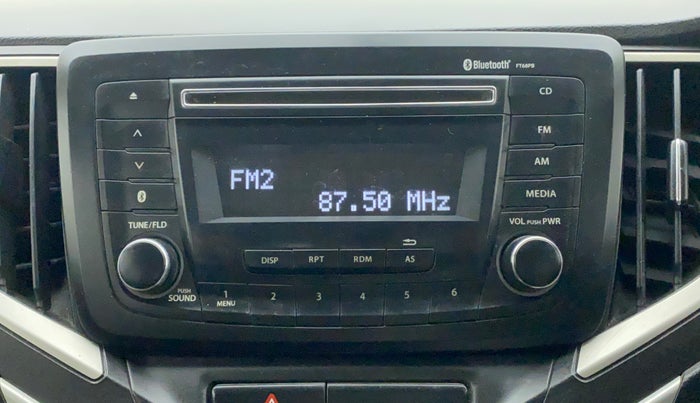 Bluetooth® FT68PB
CD
FM
AM
MEDIA
FM2
87.50 MHz
TUNE/FLD
VOL PUSH PWR
DISP RPT RDM AS
PUSH SOUND
1 2 3 4 5 6
MENU